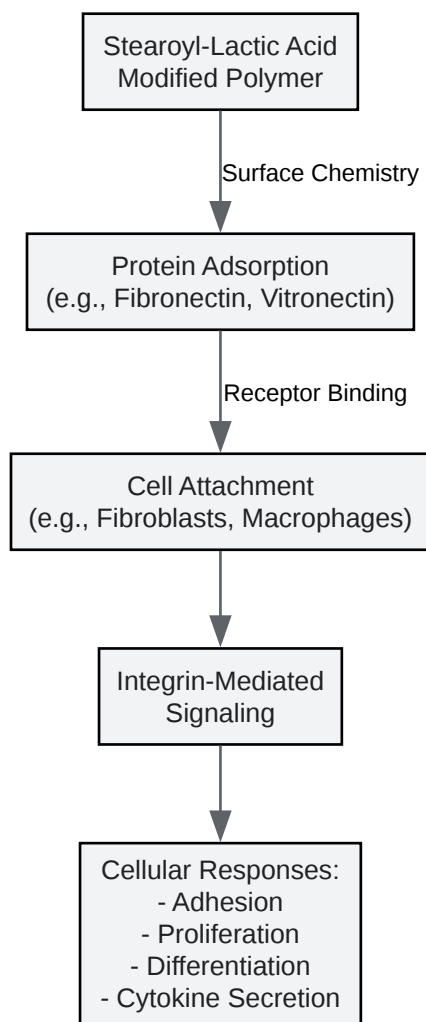 Stearoyl-Lactic Acid
Modified Polymer
Surface Chemistry
Protein Adsorption
(e.g., Fibronectin, Vitronectin)
Receptor Binding
Cell Attachment
(e.g., Fibroblasts, Macrophages)
Integrin-Mediated
Signaling
Cellular Responses:
- Adhesion
- Proliferation
- Differentiation
- Cytokine Secretion